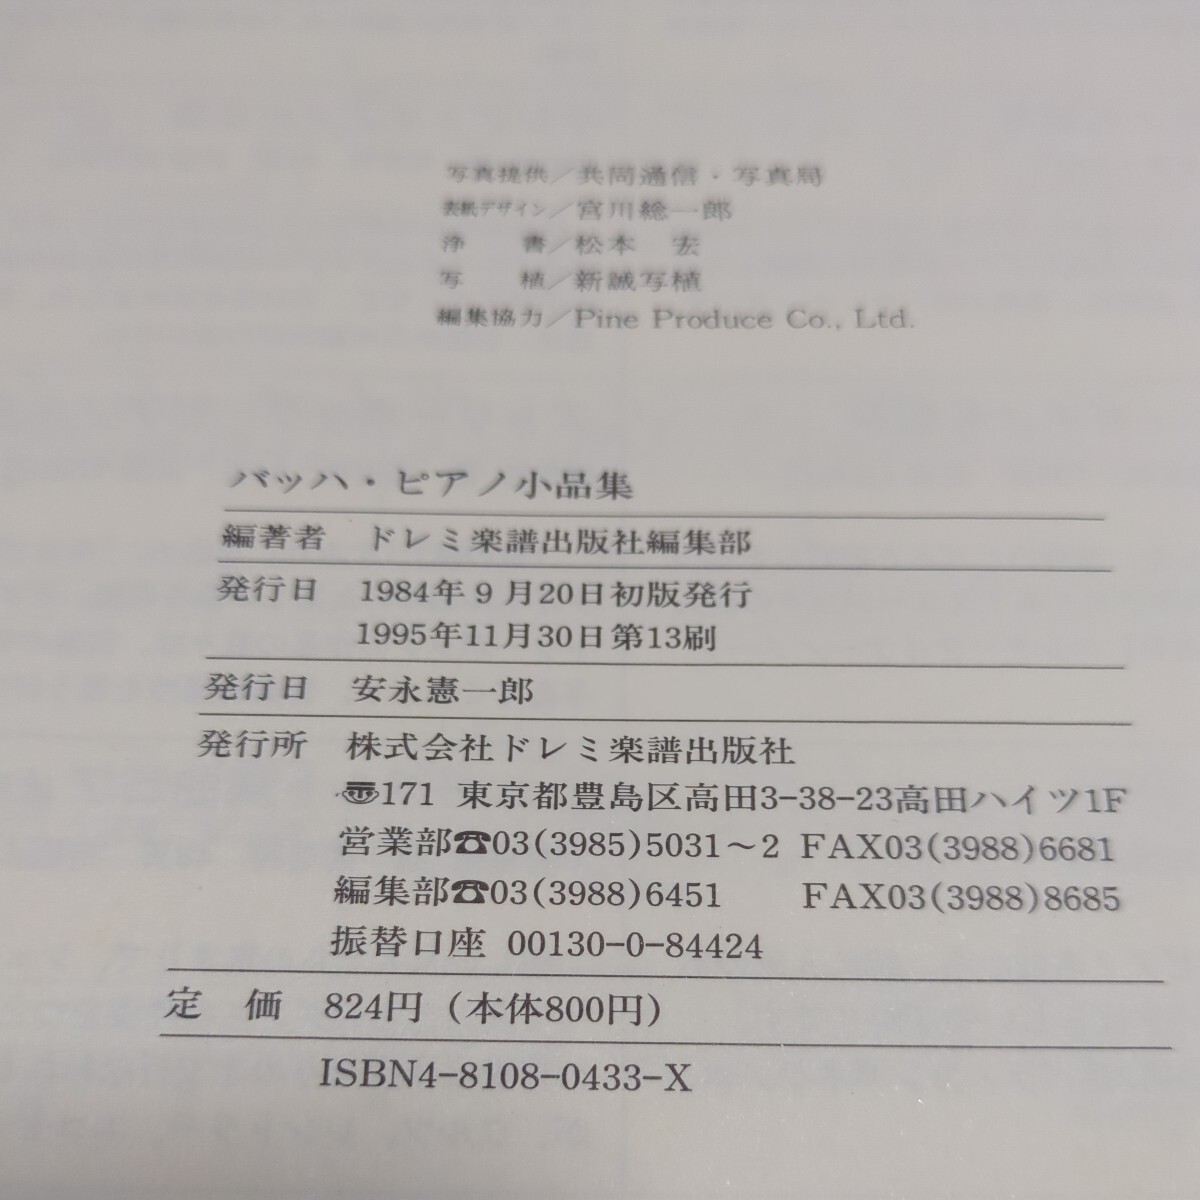 写真提供／共同通信・写真局
表紙デザイン／宮川総一郎
浄　書／松本　宏
写　植／新誠写植
編集協力／Pine Produce Co., Ltd.
バッハ・ピアノ小品集
編著者　ドレミ楽譜出版社編集部
発行日　1984年9月20日初版発行
1995年11月30日第13刷
発行日　安永憲一郎
発行所　株式会社ドレミ楽譜出版社
〠171 東京都豊島区高田3-38-23高田ハイツ1F
営業部☎03(3985)5031～2 FAX03(3988)6681
編集部☎03(3988)6451　FAX03(3988)8685
振替口座 00130-0-84424
定　価　824円（本体800円）
ISBN4-8108-0433-X